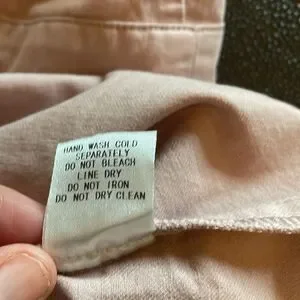 HAND WASH COLD
SEPARATELY
DO NOT BLEACH
LINE DRY
DO NOT IRON
DO NOT DRY CLEAN